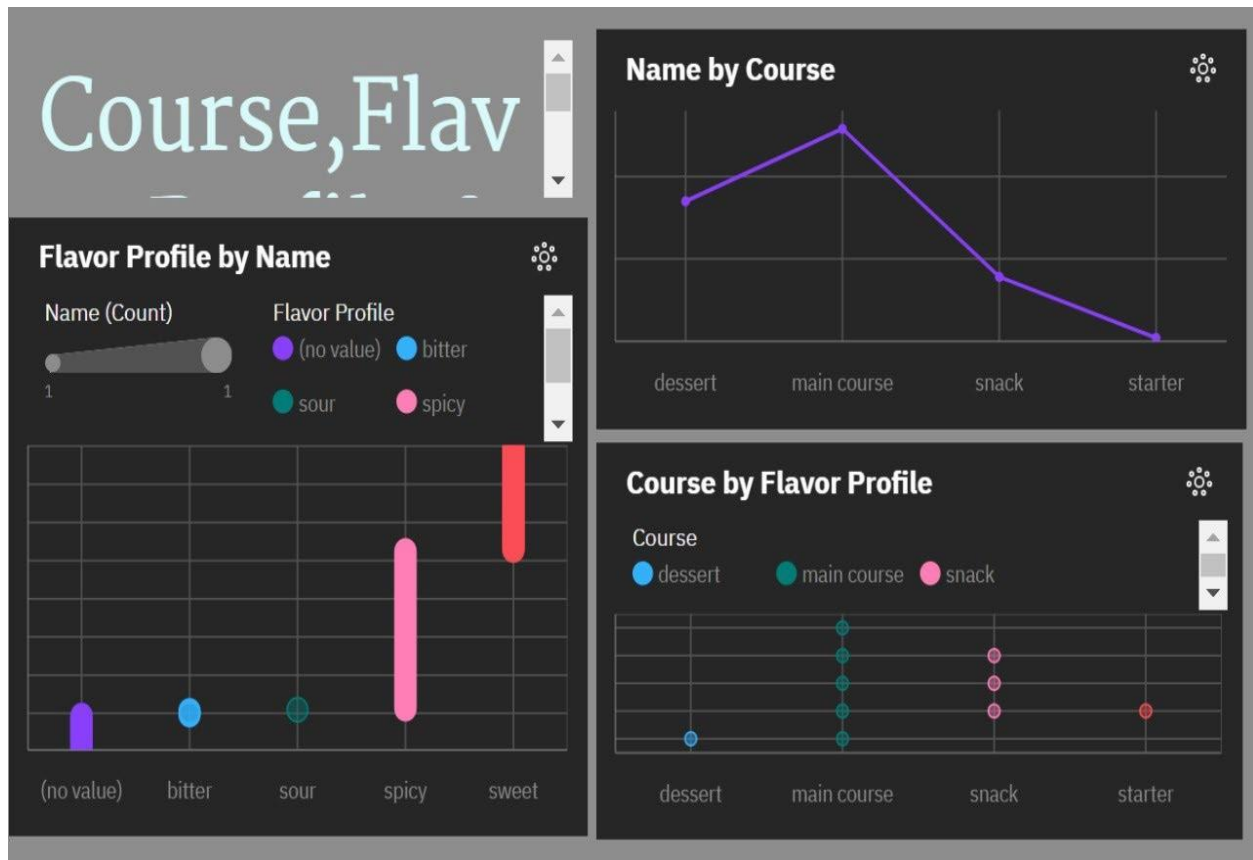 Course,Flav
Name by Course
dessert main course snack starter
Flavor Profile by Name
Name (Count) Flavor Profile
(no value) bitter
1 1
sour spicy
(no value) bitter sour spicy sweet
Course by Flavor Profile
Course
dessert main course snack
dessert main course snack starter